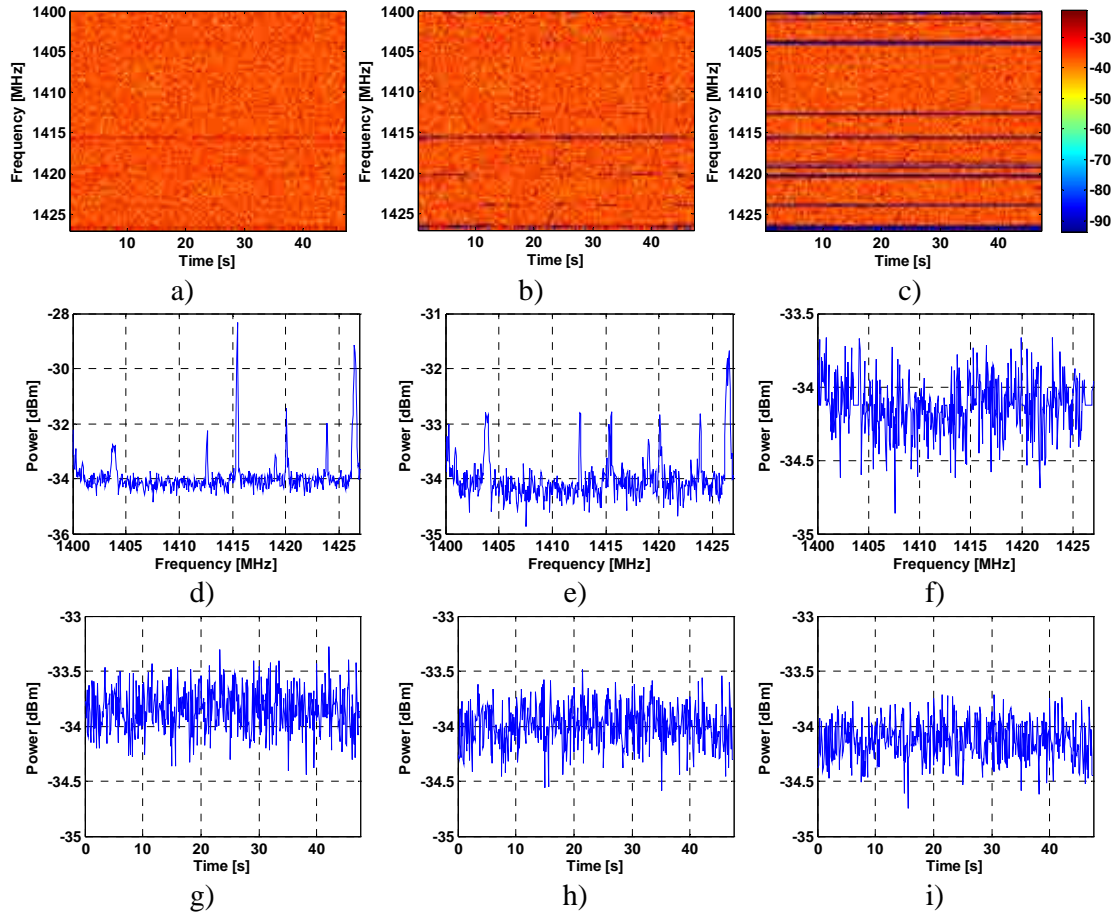 1400
1405
1410
1415
1420
1425
Frequency [MHz]
10 20 30 40
Time [s]
a)
1400
1405
1410
1415
1420
1425
Frequency [MHz]
10 20 30 40
Time [s]
b)
1400
1405
1410
1415
1420
1425
Frequency [MHz]
10 20 30 40
Time [s]
c)
-30
-40
-50
-60
-70
-80
-90
-28
-30
-32
-34
-36
Power [dBm]
1400 1405 1410 1415 1420 1425
Frequency [MHz]
d)
-31
-32
-33
-34
-35
Power [dBm]
1400 1405 1410 1415 1420 1425
Frequency [MHz]
e)
-33.5
-34
-34.5
-35
Power [dBm]
1400 1405 1410 1415 1420 1425
Frequency [MHz]
f)
-33
-33.5
-34
-34.5
-35
Power [dBm]
0 10 20 30 40
Time [s]
g)
-33
-33.5
-34
-34.5
-35
Power [dBm]
0 10 20 30 40
Time [s]
h)
-33
-33.5
-34
-34.5
-35
Power [dBm]
0 10 20 30 40
Time [s]
i)